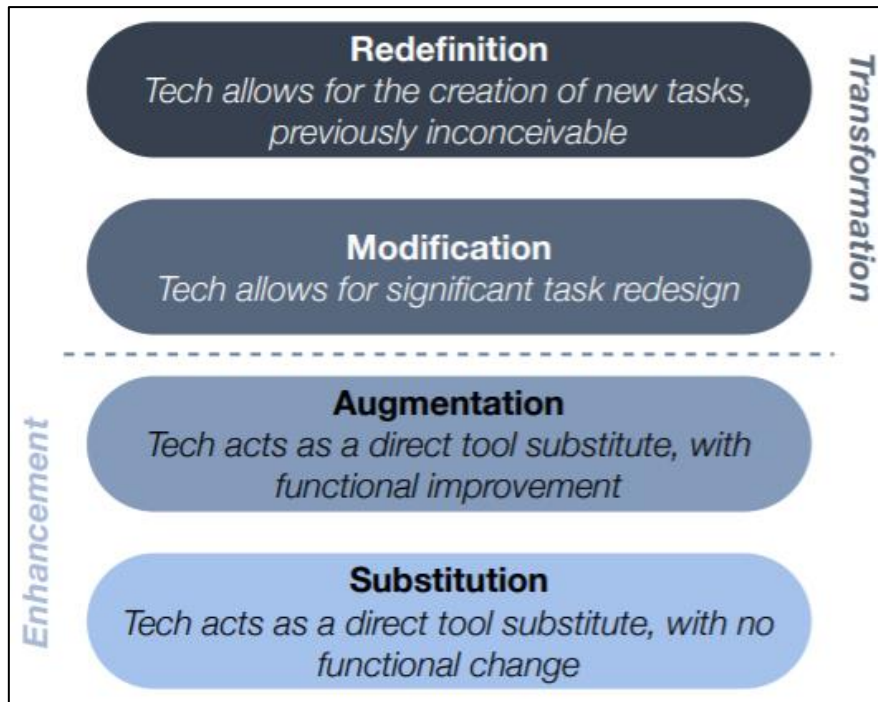 Redefinition
Tech allows for the creation of new tasks,
previously inconceivable
Modification
Tech allows for significant task redesign
Transformation
Augmentation
Tech acts as a direct tool substitute, with
functional improvement
Substitution
Tech acts as a direct tool substitute, with no
functional change
Enhancement